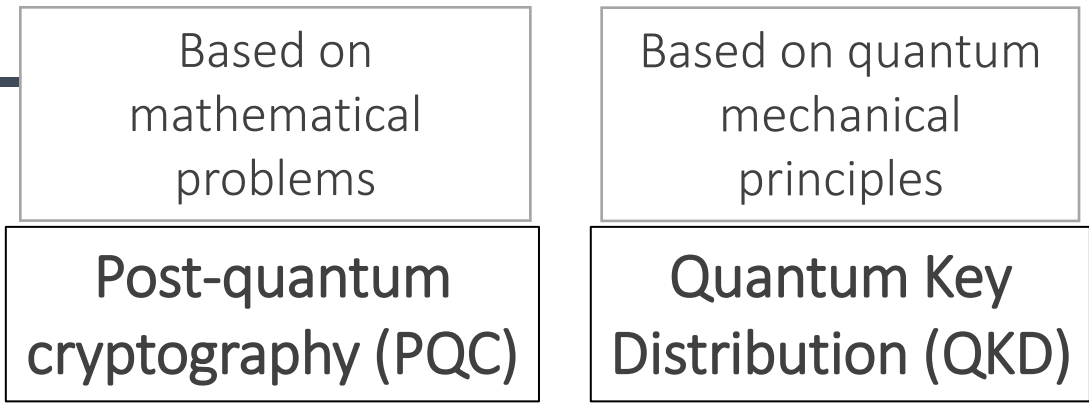 Based on
mathematical
problems
Post-quantum
cryptography (PQC)
Based on quantum
mechanical
principles
Quantum Key
Distribution (QKD)